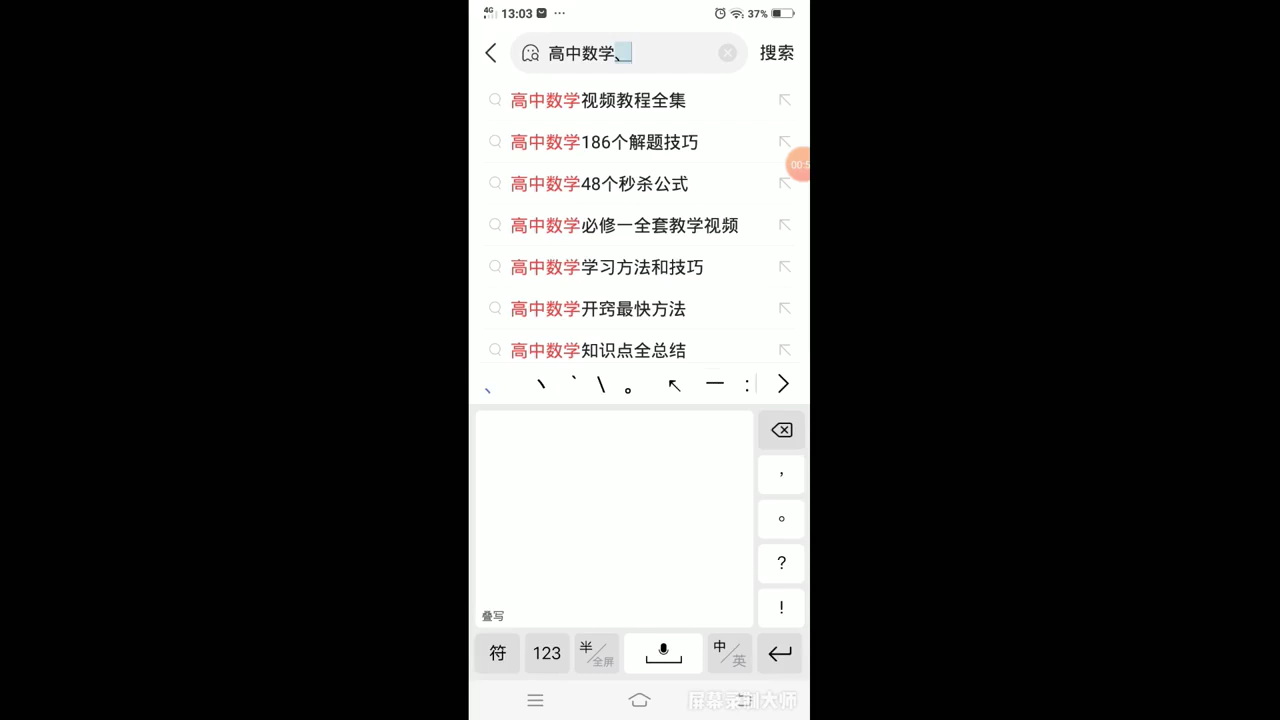 4G 13:03 ··· 37%
高中数学、 搜索
高中数学视频教程全集
高中数学186个解题技巧
00:5
高中数学48个秒杀公式
高中数学必修一全套教学视频
高中数学学习方法和技巧
高中数学开窍最快方法
高中数学知识点全总结
、 丶 ` \ 。 ↖ 一 :
,
。
?
!
叠写
符 123 半/全屏 中/英
屏幕录制大师